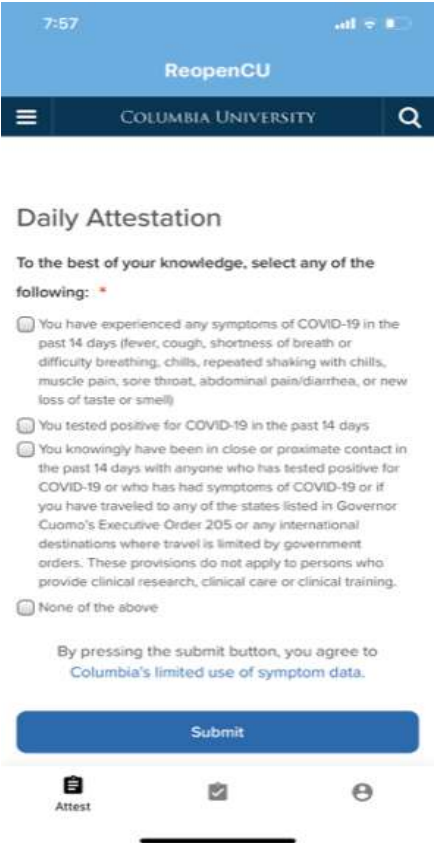 7:57
ReopenCU
COLUMBIA UNIVERSITY
Daily Attestation
To the best of your knowledge, select any of the
following: *
You have experienced any symptoms of COVID-19 in the
past 14 days (fever, cough, shortness of breath or
difficulty breathing, chills, repeated shaking with chills,
muscle pain, sore throat, abdominal pain/diarrhea, or new
loss of taste or smell)
You tested positive for COVID-19 in the past 14 days
You knowingly have been in close or proximate contact in
the past 14 days with anyone who has tested positive for
COVID-19 or who has had symptoms of COVID-19 or if
you have traveled to any of the states listed in Governor
Cuomo's Executive Order 205 or any international
destinations where travel is limited by government
orders. These provisions do not apply to persons who
provide clinical research, clinical care or clinical training.
None of the above
By pressing the submit button, you agree to
Columbia's limited use of symptom data.
Submit
Attest